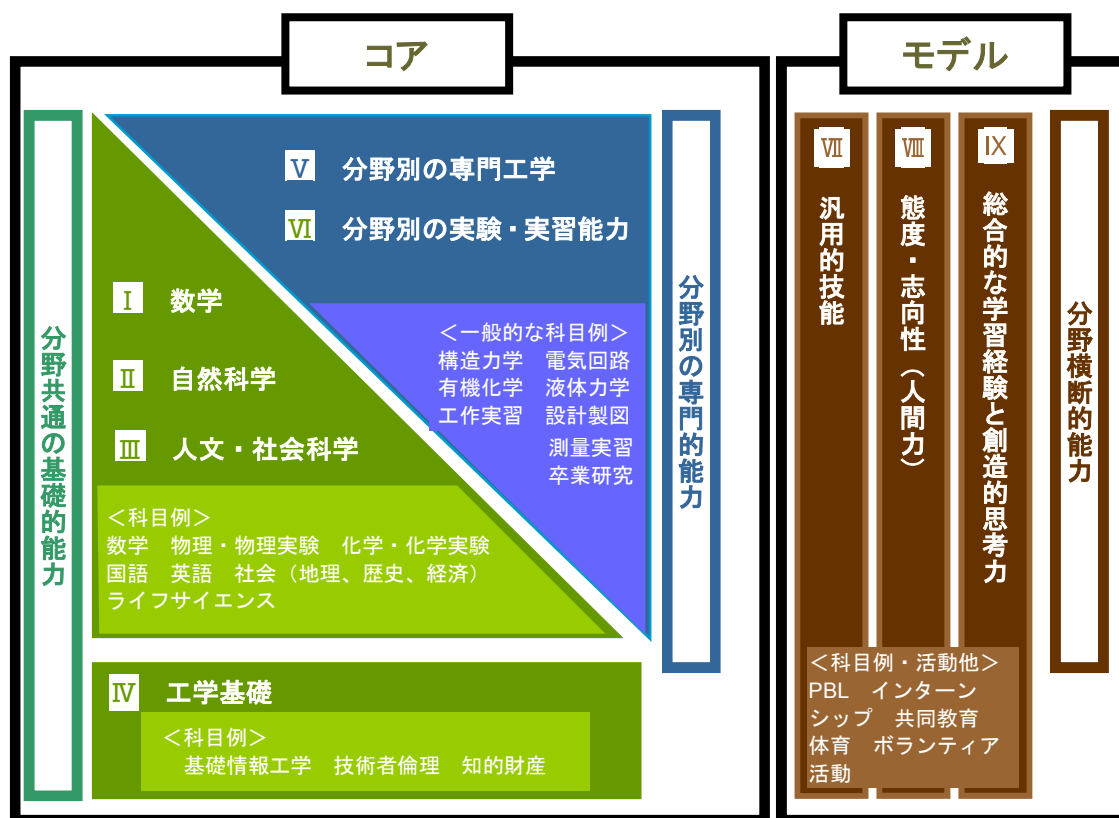 コア
分野共通の基礎的能力
Ⅴ 分野別の専門工学
Ⅵ 分野別の実験・実習能力
Ⅰ 数学
Ⅱ 自然科学
Ⅲ 人文・社会科学
＜科目例＞
数学 物理・物理実験 化学・化学実験
国語 英語 社会（地理、歴史、経済）
ライフサイエンス
＜一般的な科目例＞
構造力学 電気回路
有機化学 液体力学
工作実習 設計製図
測量実習
卒業研究
分野別の専門的能力
Ⅳ 工学基礎
＜科目例＞
基礎情報工学 技術者倫理 知的財産
モデル
Ⅶ 汎用的技能
Ⅷ 態度・志向性（人間力）
Ⅸ 総合的な学習経験と創造的思考力
＜科目例・活動他＞
PBL インターン
シップ 共同教育
体育 ボランティア
活動
分野横断的能力